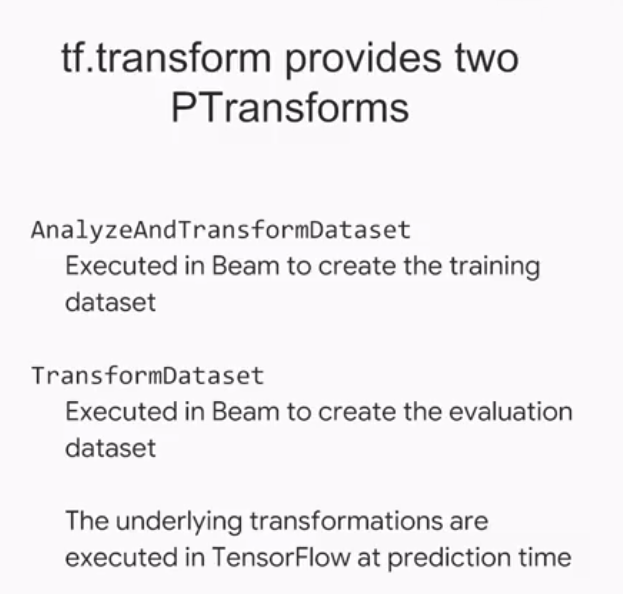 tf.transform provides two
PTransforms
AnalyzeAndTransformDataset
Executed in Beam to create the training
dataset
TransformDataset
Executed in Beam to create the evaluation
dataset
The underlying transformations are
executed in TensorFlow at prediction time